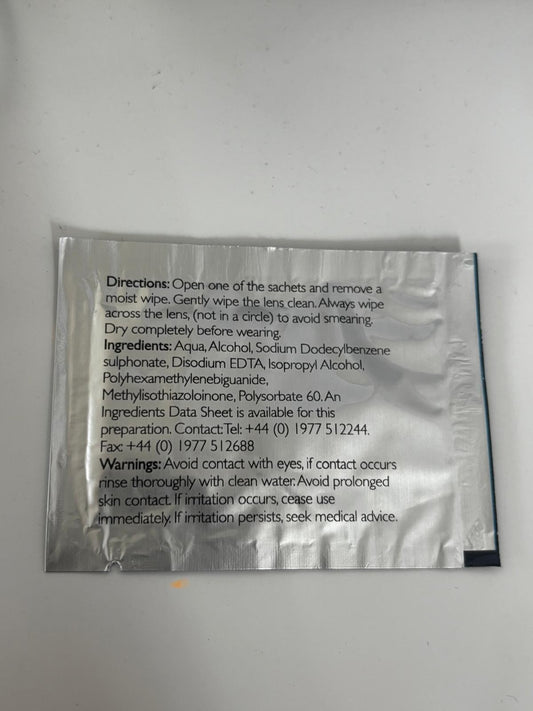 Directions: Open one of the sachets and remove a
moist wipe. Gently wipe the lens clean. Always wipe
across the lens, (not in a circle) to avoid smearing.
Dry completely before wearing.
Ingredients: Aqua, Alcohol, Sodium Dodecylbenzene
sulphonate, Disodium EDTA, Isopropyl Alcohol,
Polyhexamethylenebiguanide,
Methylisothiazoloinone, Polysorbate 60. An
Ingredients Data Sheet is available for this
preparation. Contact: Tel: +44 (0) 1977 512244.
Fax: +44 (0) 1977 512688
Warnings: Avoid contact with eyes, if contact occurs
rinse thoroughly with clean water. Avoid prolonged
skin contact. If irritation occurs, cease use
immediately. If irritation persists, seek medical advice.